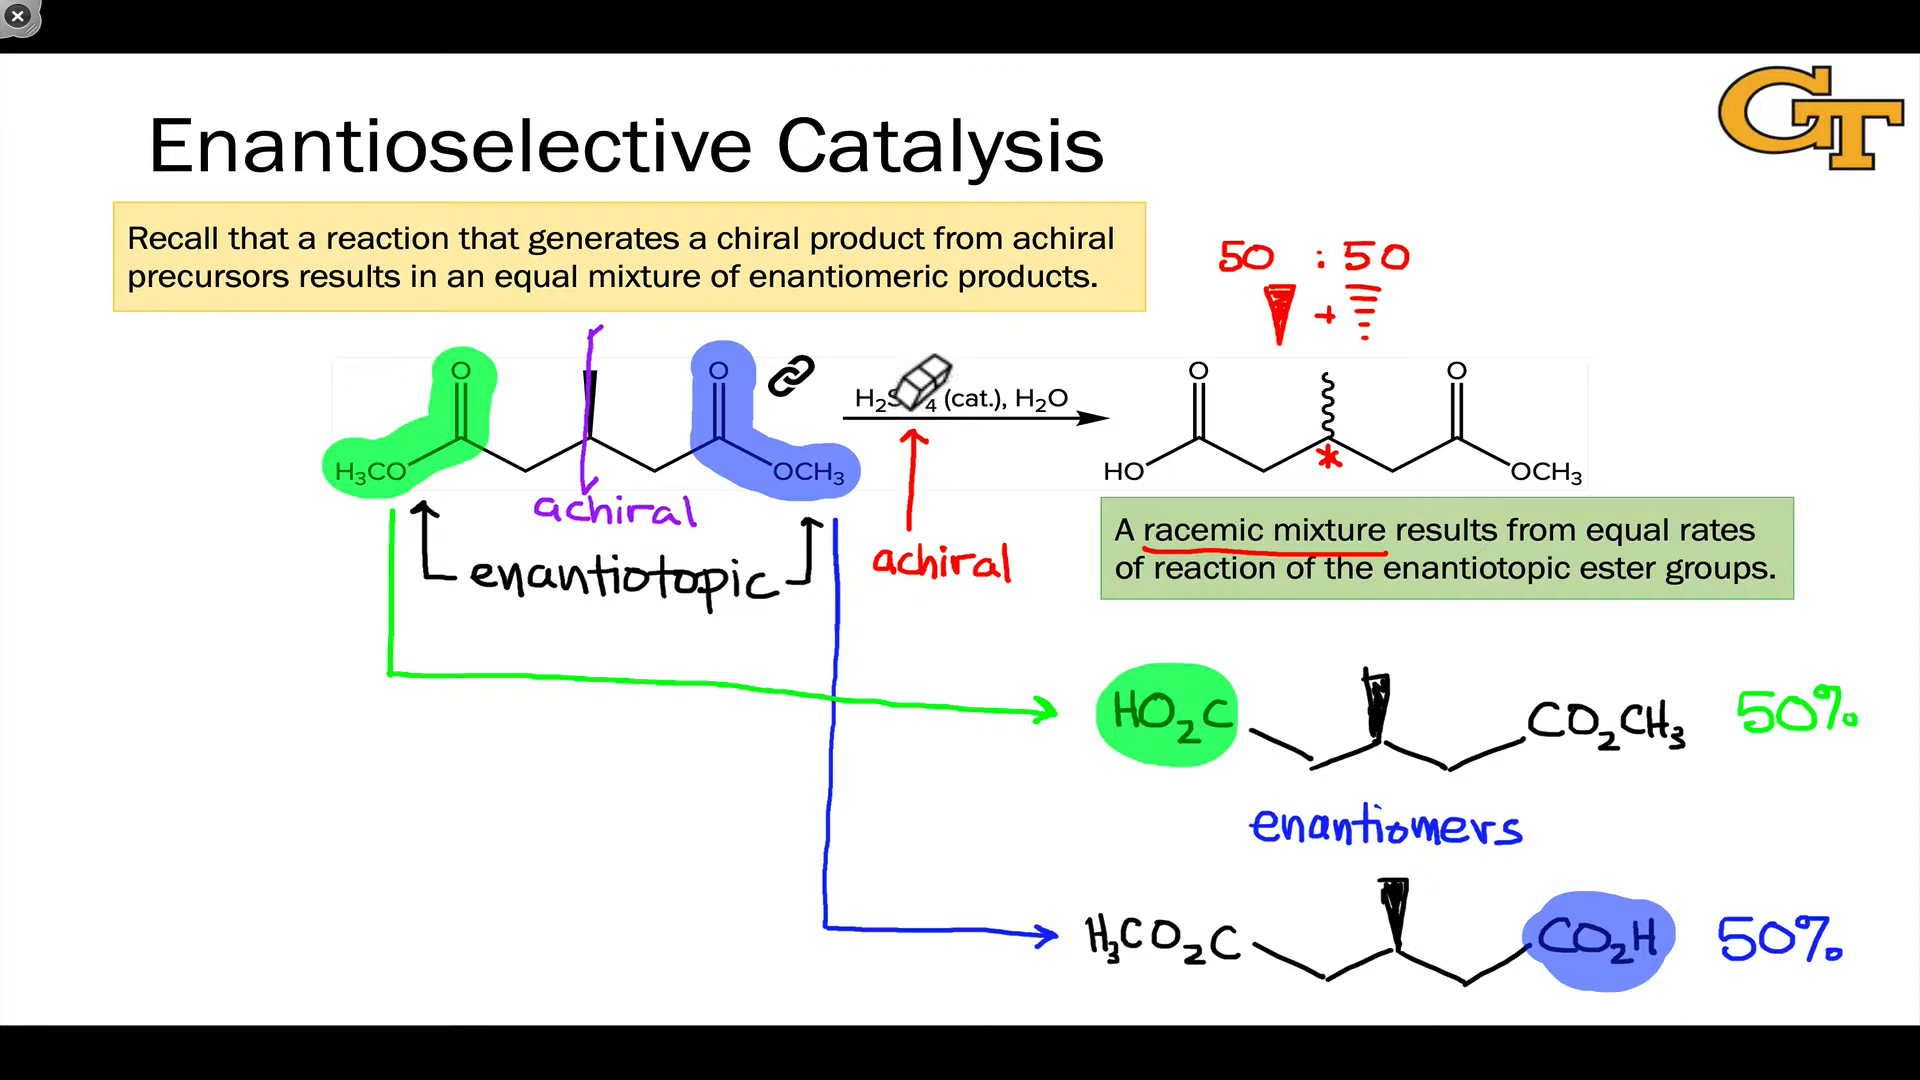 GT
Enantioselective Catalysis
Recall that a reaction that generates a chiral product from achiral
precursors results in an equal mixture of enantiomeric products.
50 : 50
+
O O
H₃CO OCH₃
achiral
enantiotopic
(cat.), H₂O
achiral
O O
HO * OCH₃
A racemic mixture results from equal rates
of reaction of the enantiotopic ester groups.
HO₂C CO₂CH₃ 50%
enantiomers
H₃CO₂C CO₂H 50%